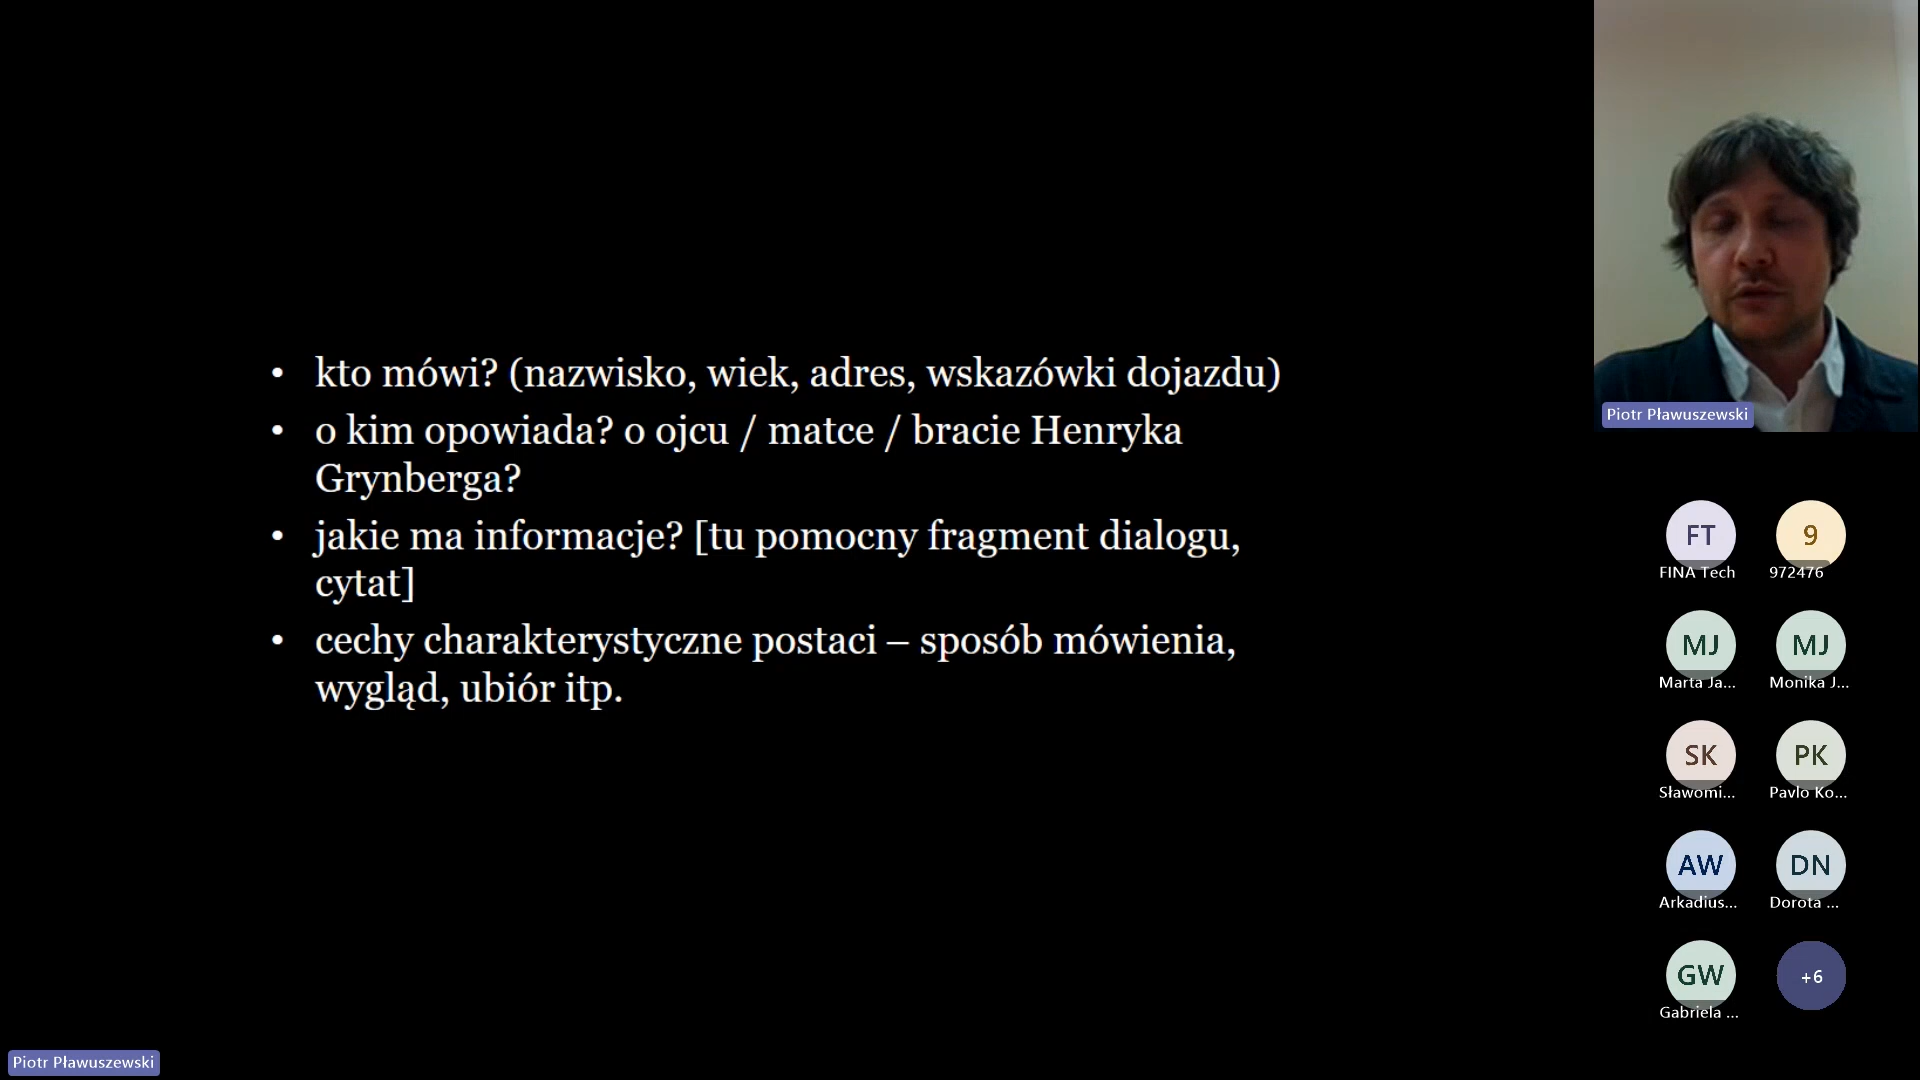 • kto mówi? (nazwisko, wiek, adres, wskazówki dojazdu)
• o kim opowiada? o ojcu / matce / bracie Henryka
Grynberga?
• jakie ma informacje? [tu pomocny fragment dialogu,
cytat]
• cechy charakterystyczne postaci – sposób mówienia,
wygląd, ubiór itp.
Piotr Pławuszewski
FT
FINA Tech
9
972476
MJ
Marta Ja...
MJ
Monika J...
SK
Sławomi...
PK
Pavlo Ko...
AW
Arkadius...
DN
Dorota ...
GW
Gabriela ...
+6
Piotr Pławuszewski